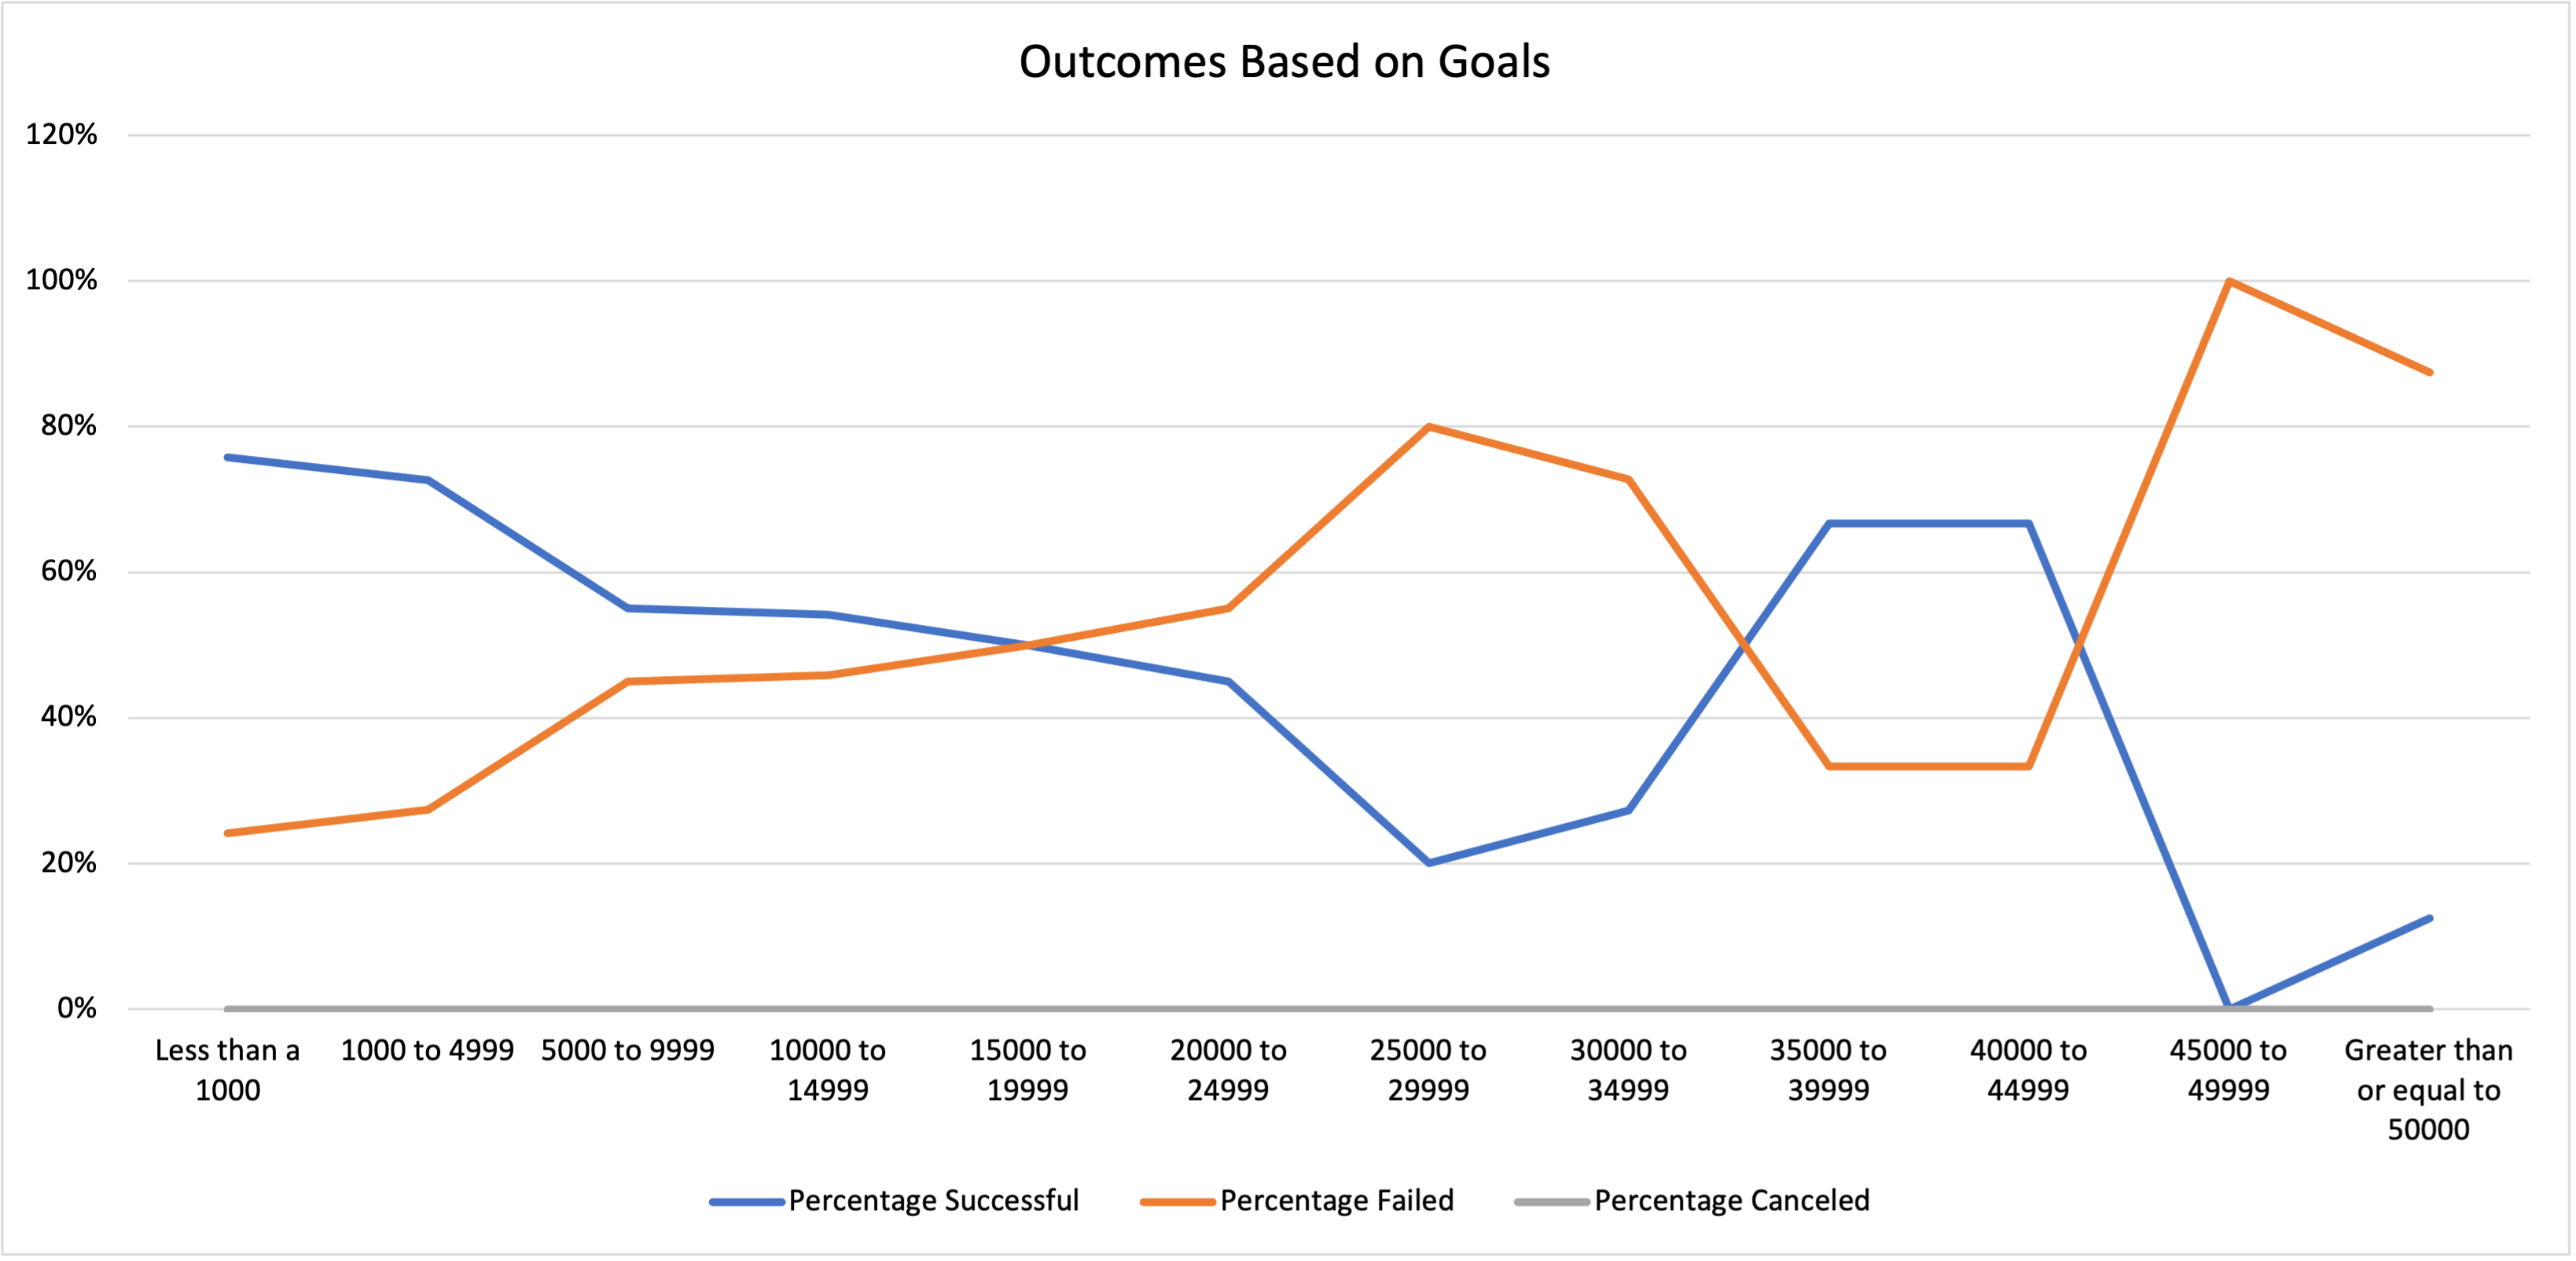 Outcomes Based on Goals
120%
100%
80%
60%
40%
20%
0%
Less than a
1000
1000 to 4999
5000 to 9999
10000 to
14999
15000 to
19999
20000 to
24999
25000 to
29999
30000 to
34999
35000 to
39999
40000 to
44999
45000 to
49999
Greater than
or equal to
50000
Percentage Successful
Percentage Failed
Percentage Canceled